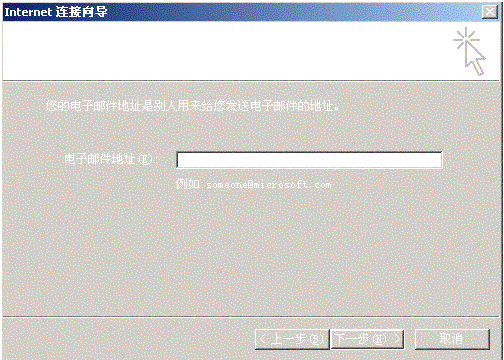 Internet 连接向导
您的电子邮件地址是别人用来给您发送电子邮件的地址。
电子邮件地址(E):
例如:someone@microsoft.com
< 上一步(B) 下一步(N) > 取消